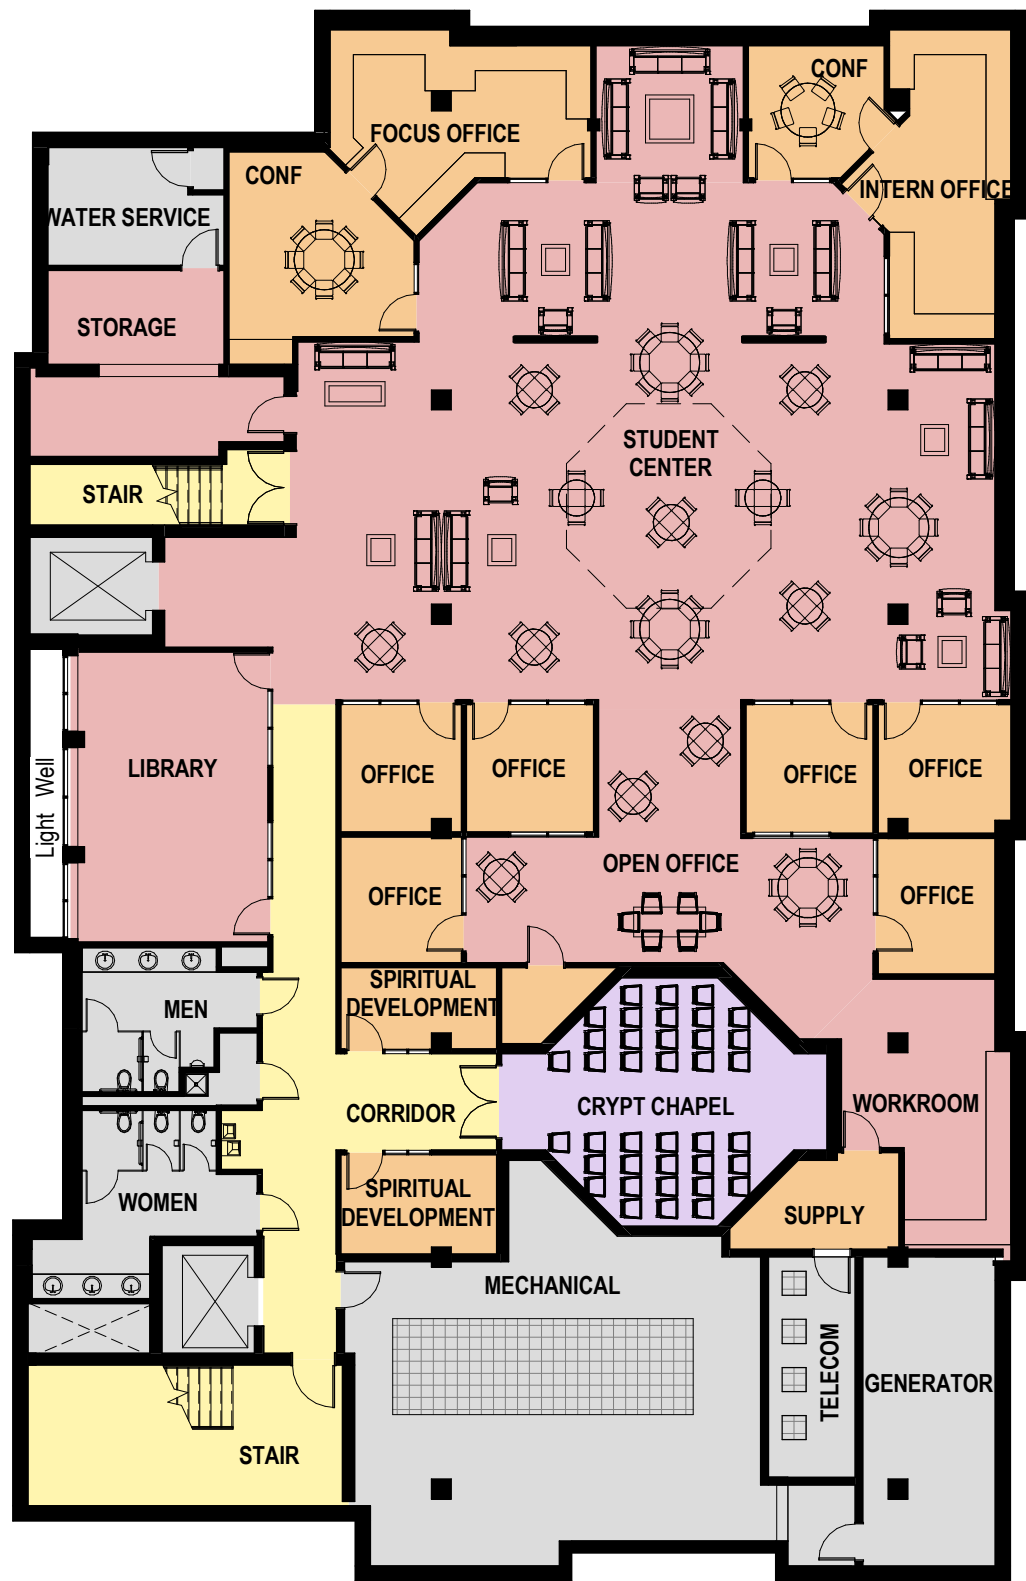 CONF
FOCUS OFFICE
CONF
INTERN OFFICE
WATER SERVICE
STORAGE
STUDENT
CENTER
STAIR
LIBRARY
Light Well
OFFICE
OFFICE
OFFICE
OFFICE
OPEN OFFICE
OFFICE
OFFICE
SPIRITUAL
DEVELOPMENT
MEN
CORRIDOR
CRYPT CHAPEL
WORKROOM
WOMEN
SPIRITUAL
DEVELOPMENT
SUPPLY
MECHANICAL
TELECOM
GENERATOR
STAIR